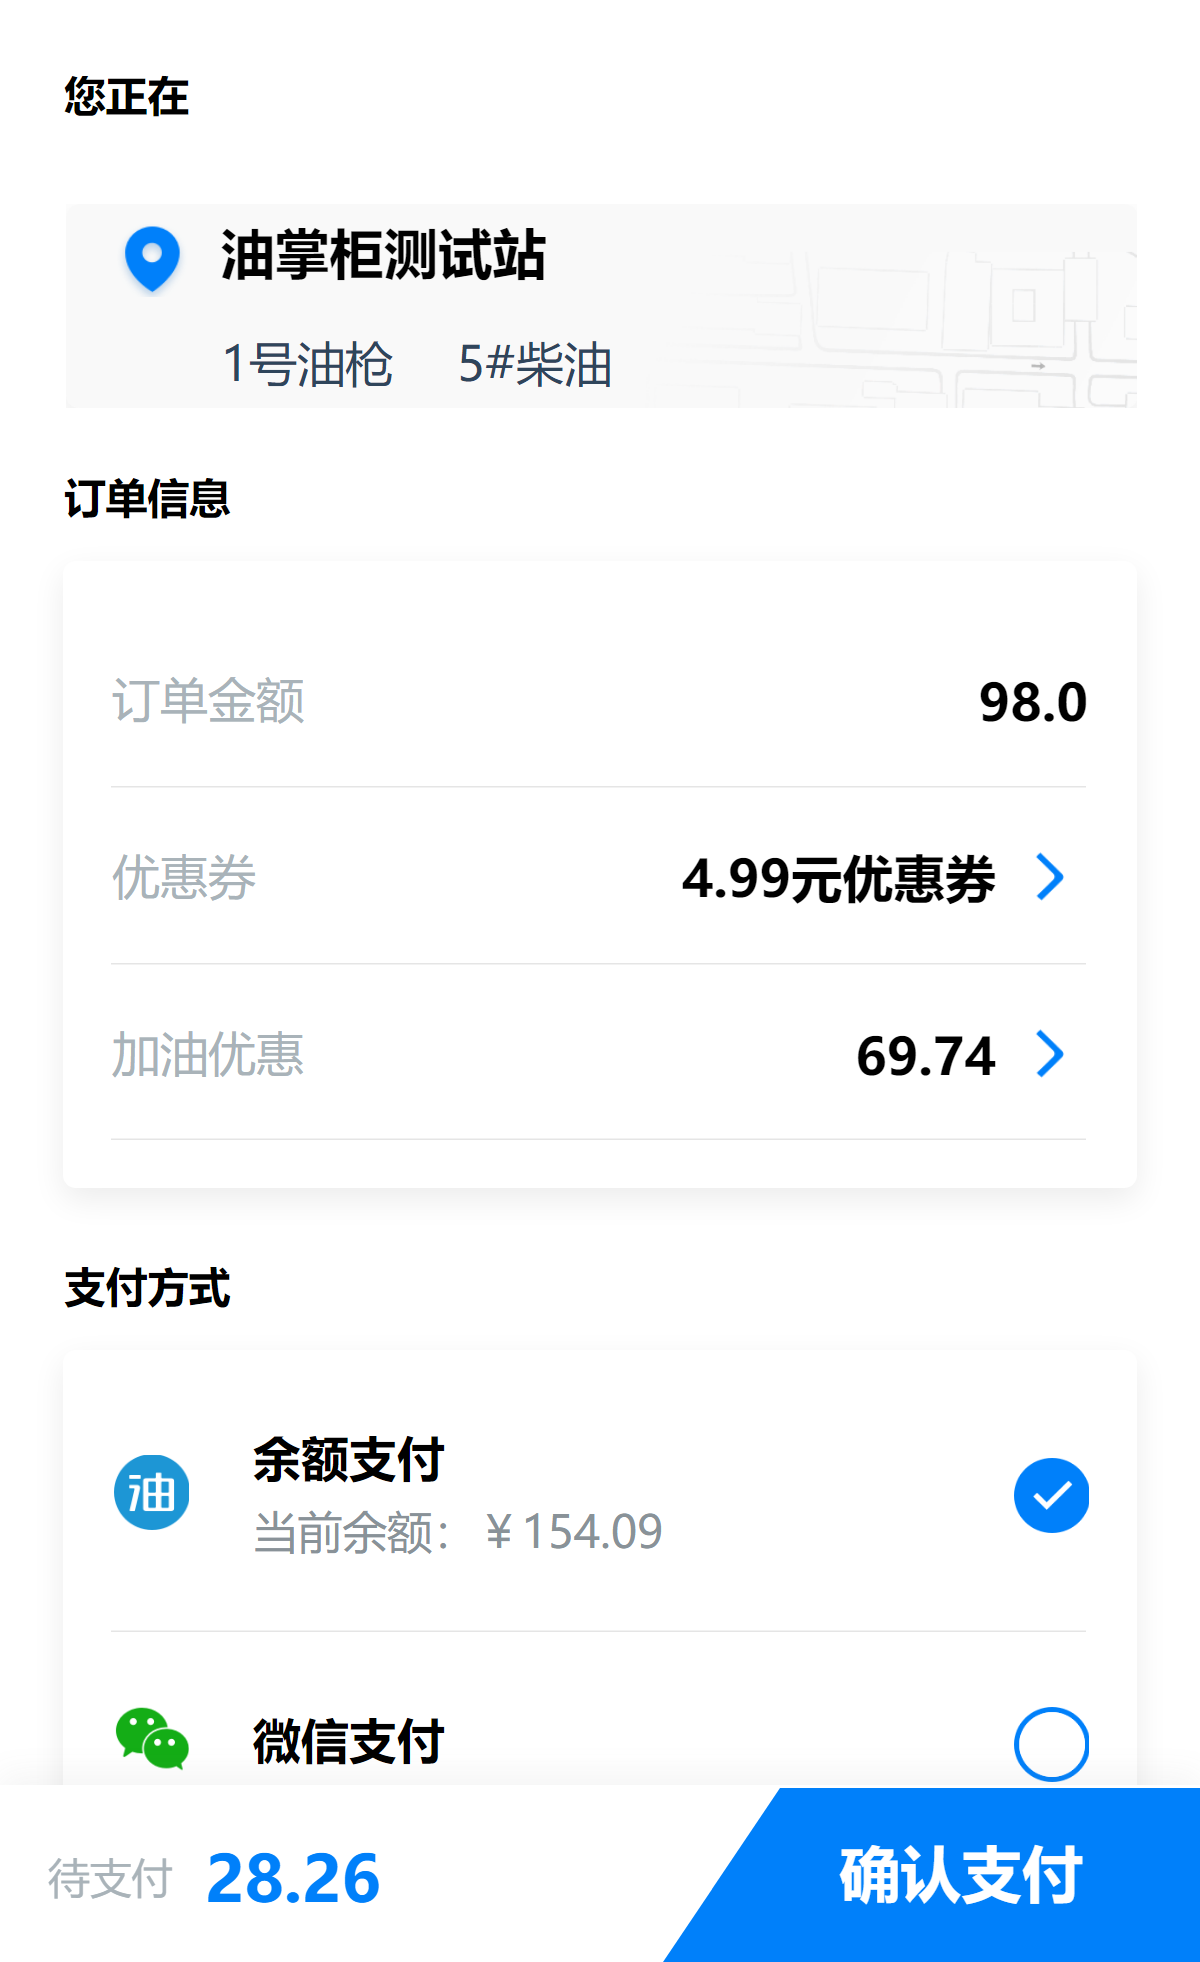 您正在
油掌柜测试站
1号油枪 5#柴油
订单信息
订单金额 98.0
优惠券 4.99元优惠券
加油优惠 69.74
支付方式
油
余额支付
当前余额： ￥154.09
微信支付
待支付 28.26 确认支付